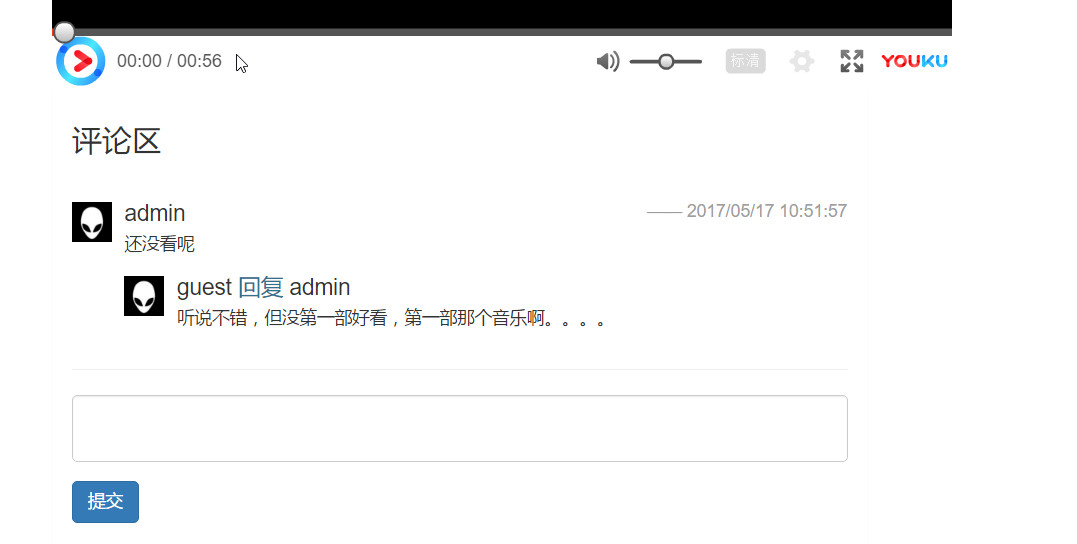 00:00 / 00:56
标清
YOUKU
评论区
admin
—— 2017/05/17 10:51:57
还没看呢
guest 回复 admin
听说不错，但没第一部好看，第一部那个音乐啊。。。。
提交